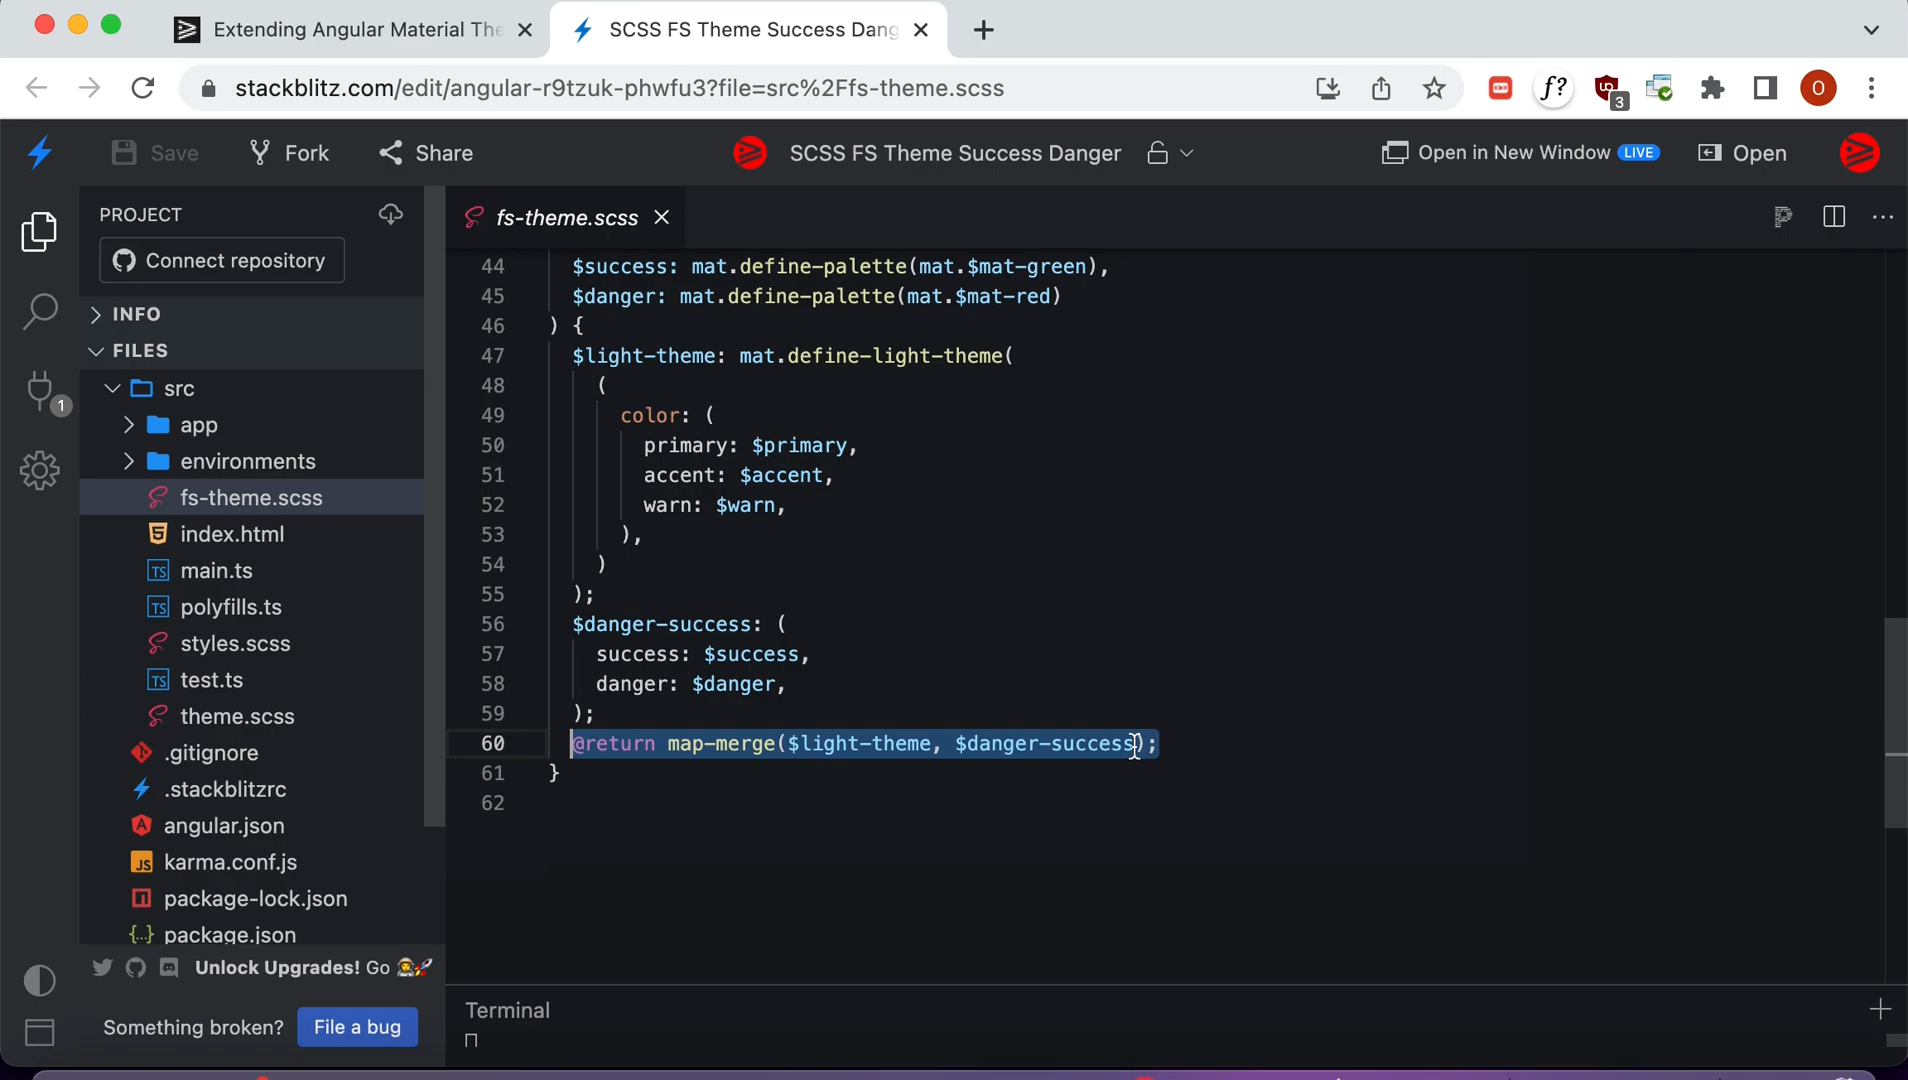 Extending Angular Material The
SCSS FS Theme Success Dang
stackblitz.com/edit/angular-r9tzuk-phwfu3?file=src%2Ffs-theme.scss
f?
3
O
Save
Fork
Share
SCSS FS Theme Success Danger
Open in New Window LIVE
Open
PROJECT
Connect repository
INFO
FILES
1
src
app
environments
fs-theme.scss
index.html
TS main.ts
TS polyfills.ts
styles.scss
TS test.ts
theme.scss
.gitignore
.stackblitzrc
angular.json
JS karma.conf.js
package-lock.json
{..} package.json
Unlock Upgrades! Go
Something broken?
File a bug
fs-theme.scss
44 $success: mat.define-palette(mat.$mat-green),
45 $danger: mat.define-palette(mat.$mat-red)
46 ) {
47 $light-theme: mat.define-light-theme(
48 (
49 color: (
50 primary: $primary,
51 accent: $accent,
52 warn: $warn,
53 ),
54 )
55 );
56 $danger-success: (
57 success: $success,
58 danger: $danger,
59 );
60 @return map-merge($light-theme, $danger-success);
61 }
62
Terminal